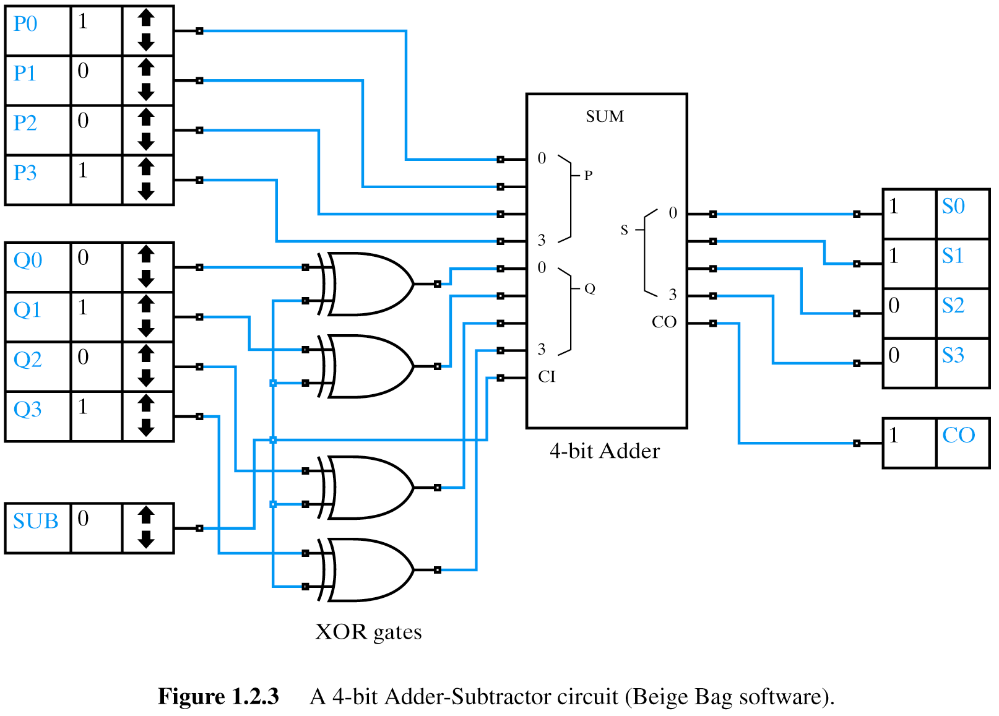 P0 1
P1 0
P2 0
P3 1
Q0 0
Q1 1
Q2 0
Q3 1
SUB 0
SUM
0
P
3
0
Q
3
CI
S
0
3
CO
4-bit Adder
1 S0
1 S1
0 S2
0 S3
1 CO
XOR gates
Figure 1.2.3 A 4-bit Adder-Subtractor circuit (Beige Bag software).